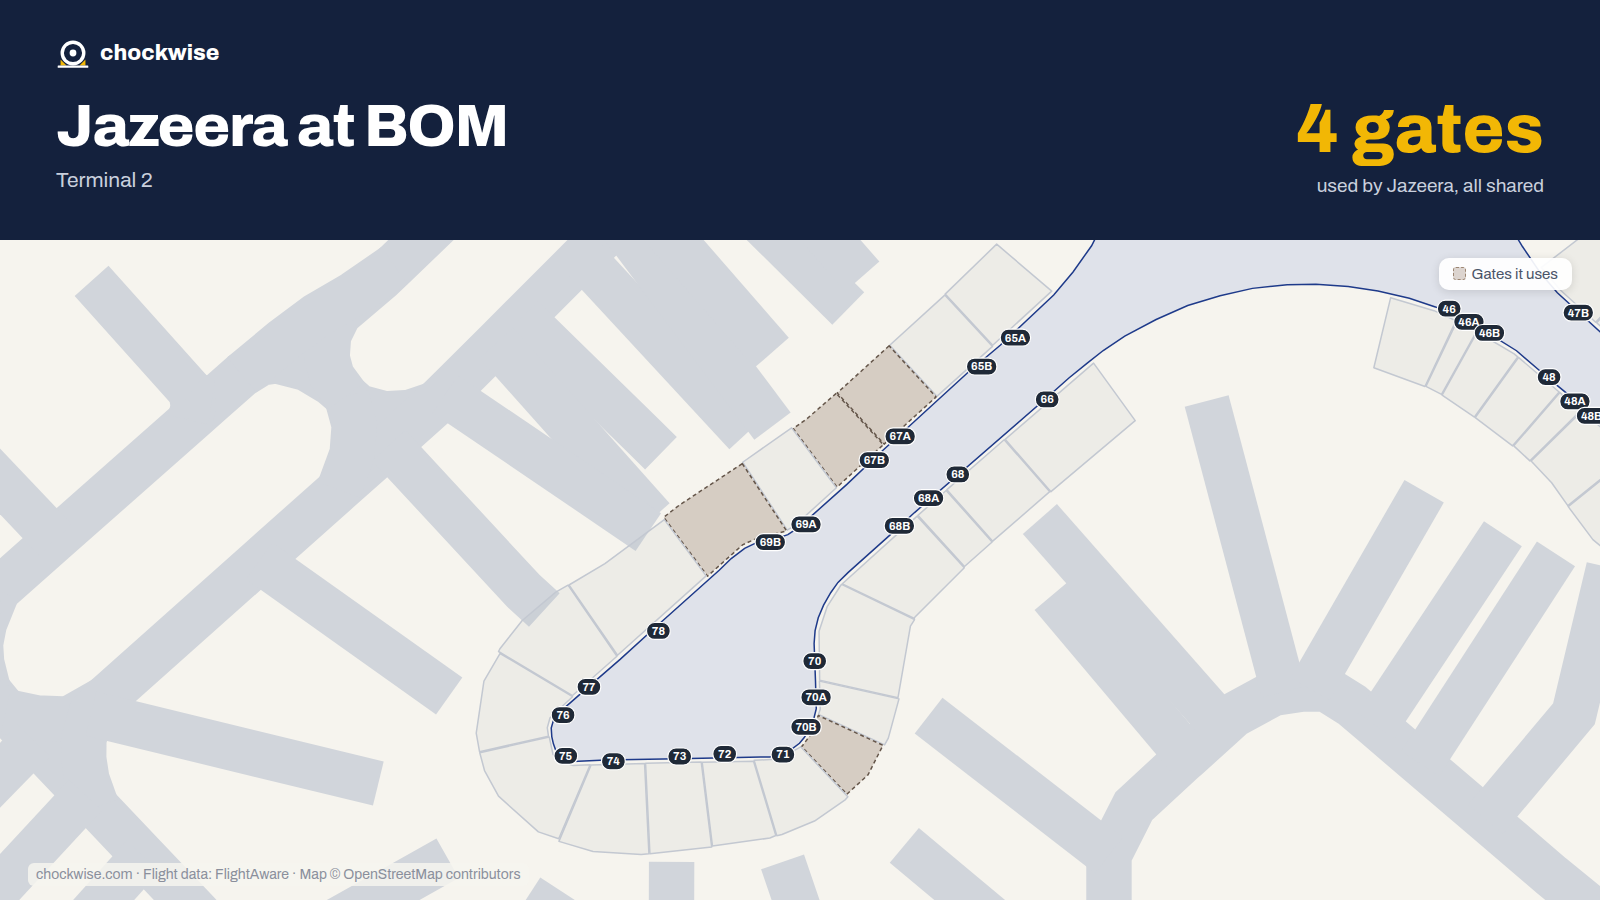 chockwise
Jazeera at BOM
Terminal 2
4 gates
used by Jazeera, all shared
Gates it uses
46
46A
46B
47B
48
48A
48B
65A
65B
66
67A
67B
68
68A
68B
69A
69B
70
70A
70B
71
72
73
74
75
76
77
78
chockwise.com · Flight data: FlightAware · Map © OpenStreetMap contributors